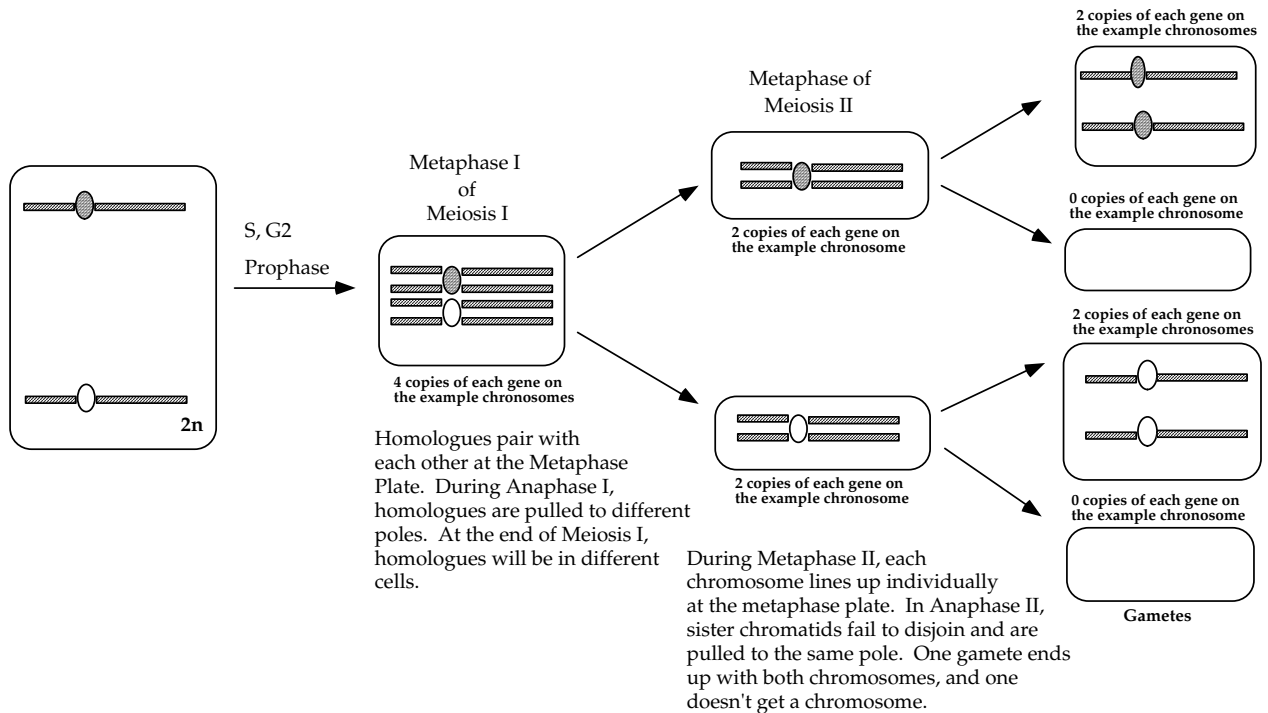 2 copies of each gene on
the example chronosomes
Metaphase of
Meiosis II
Metaphase I
of
Meiosis I
S, G2
Prophase
2n
4 copies of each gene on
the example chromosomes
Homologues pair with
each other at the Metaphase
Plate.  During Anaphase I,
homologues are pulled to different
poles.  At the end of Meiosis I,
homologues will be in different
cells.
2 copies of each gene on
the example chromosome
2 copies of each gene on
the example chromosome
During Metaphase II, each
chromosome lines up individually
at the metaphase plate.  In Anaphase II,
sister chromatids fail to disjoin and are
pulled to the same pole.  One gamete ends
up with both chromosomes, and one
doesn't get a chromosome.
0 copies of each gene on
the example chromosome
2 copies of each gene on
the example chronosomes
0 copies of each gene on
the example chromosome
Gametes